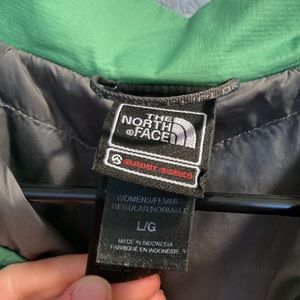 THE
NORTH
FACE
SUMMIT SERIES
WOMENS/FEMME
REGULAR/NORMALE
L/G
MADE IN INDONESIA
FABRIQUÉ EN INDONÉSIE